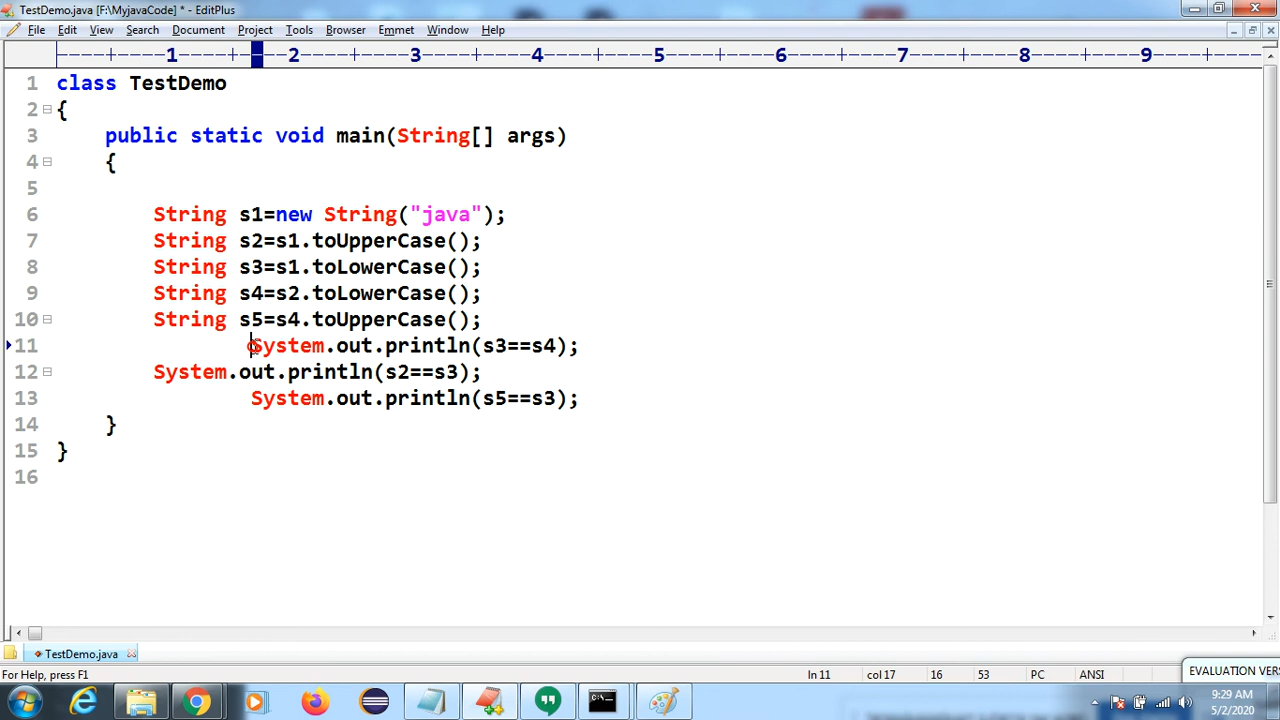 TestDemo.java [F:\MyjavaCode] * - EditPlus
File Edit View Search Document Project Tools Browser Emmet Window Help
1 2 3 4 5 6 7 8 9
1 class TestDemo
2 {
3 public static void main(String[] args)
4 {
5
6 String s1=new String("java");
7 String s2=s1.toUpperCase();
8 String s3=s1.toLowerCase();
9 String s4=s2.toLowerCase();
10 String s5=s4.toUpperCase();
11 System.out.println(s3==s4);
12 System.out.println(s2==s3);
13 System.out.println(s5==s3);
14 }
15 }
16
TestDemo.java
For Help, press F1 ln 11 col 17 16 53 PC ANSI EVALUATION VER
9:29 AM
5/2/2020